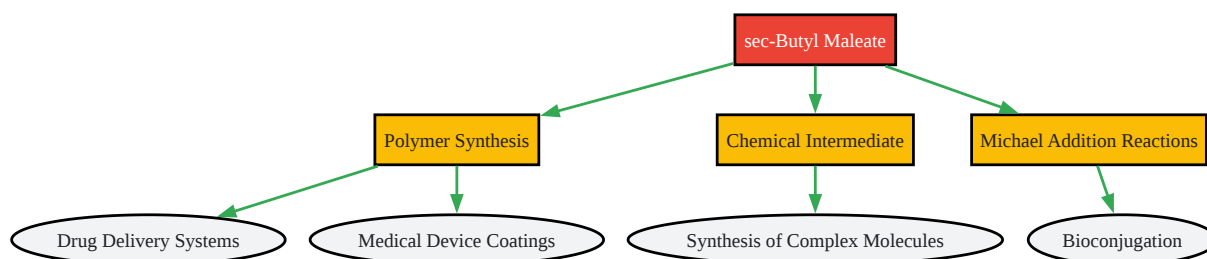 sec-Butyl Maleate
Polymer Synthesis
Chemical Intermediate
Michael Addition Reactions
Drug Delivery Systems
Medical Device Coatings
Synthesis of Complex Molecules
Bioconjugation